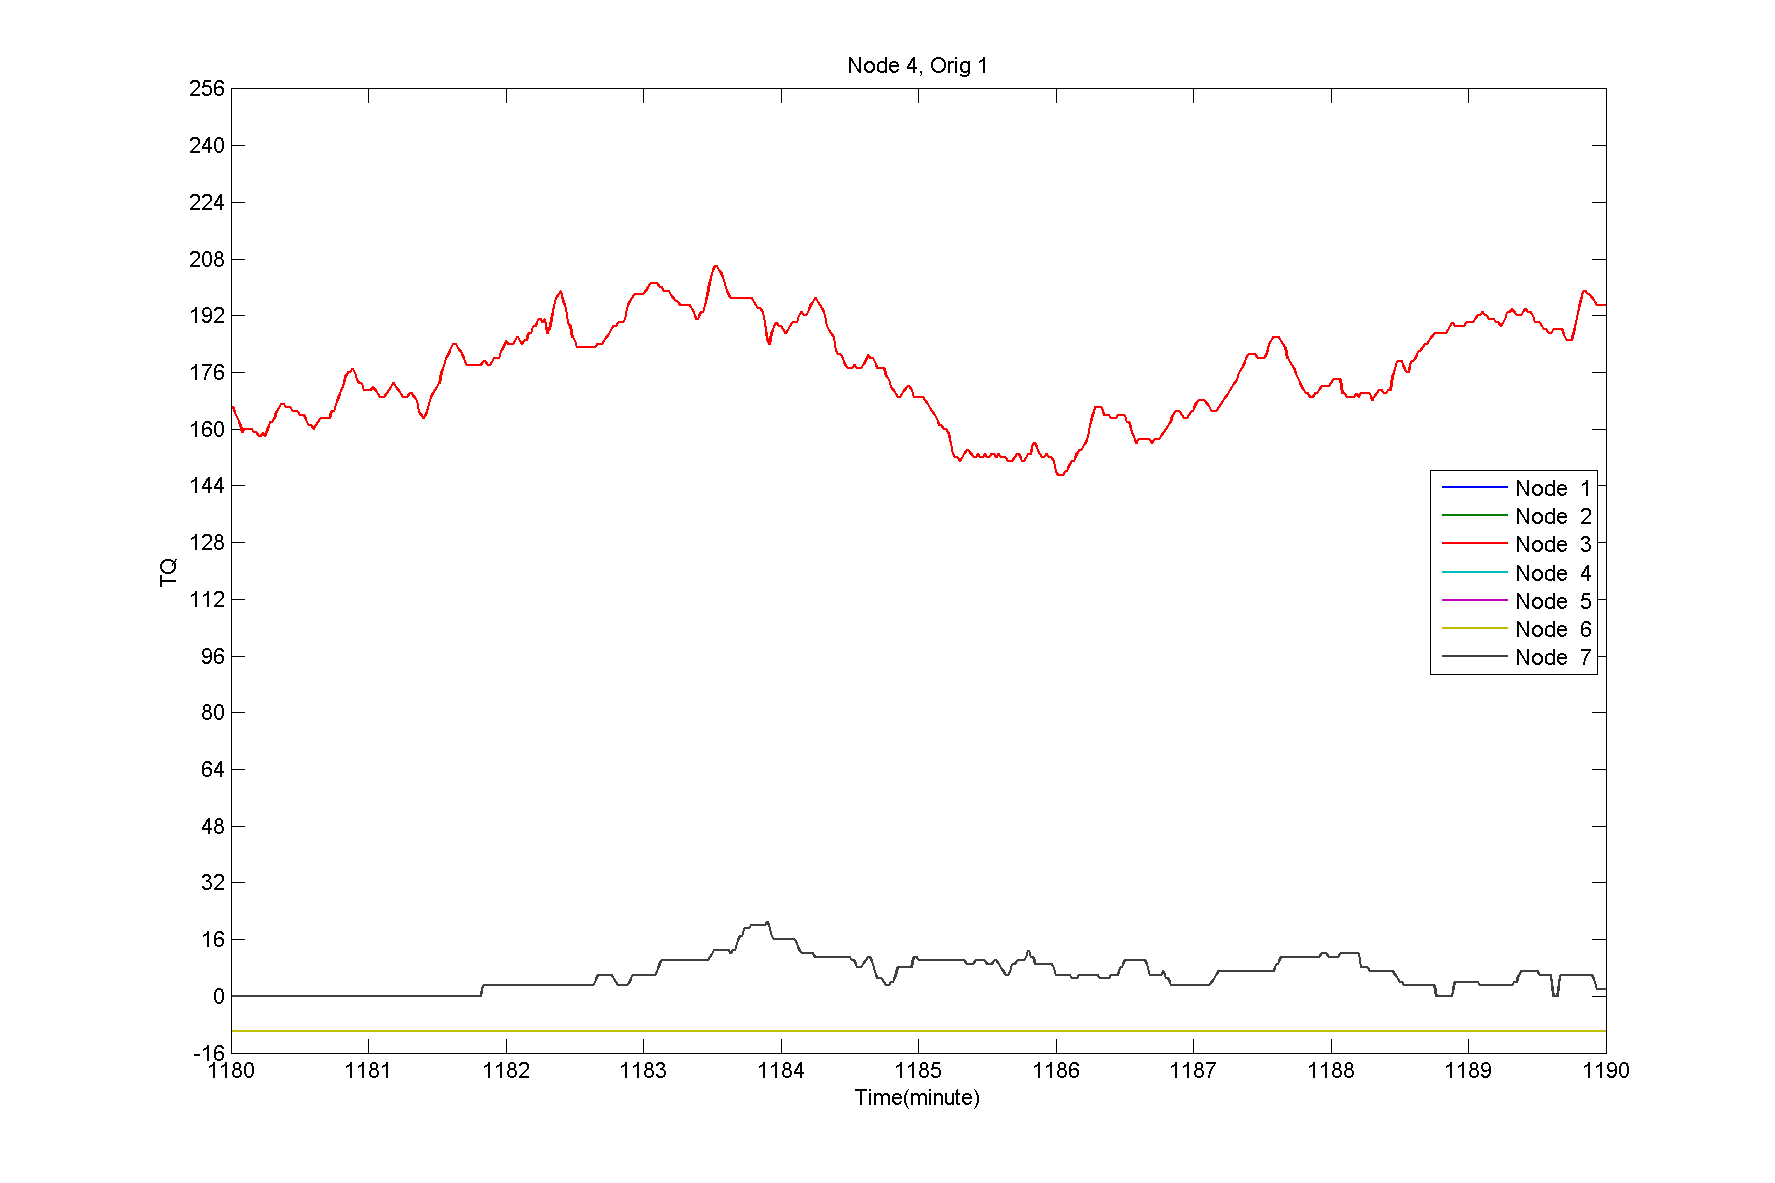 Node 4, Orig 1
256
240
224
208
192
176
160
144
128
112
96
80
64
48
32
16
0
-16
TQ
Node 1
Node 2
Node 3
Node 4
Node 5
Node 6
Node 7
1180 1181 1182 1183 1184 1185 1186 1187 1188 1189 1190
Time(minute)